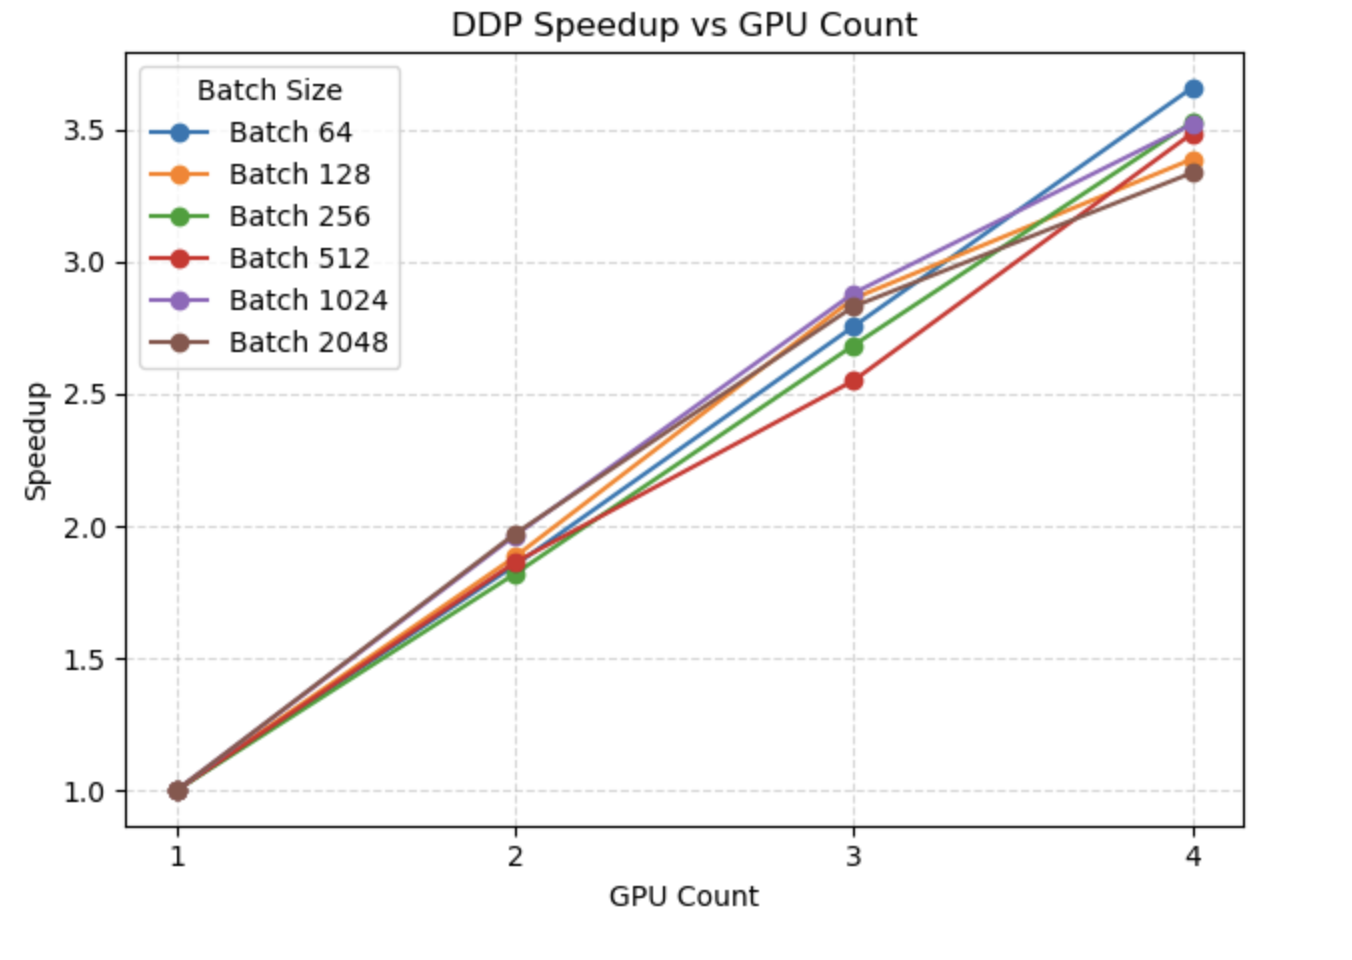 DDP Speedup vs GPU Count
Batch Size
Batch 64
Batch 128
Batch 256
Batch 512
Batch 1024
Batch 2048
3.5
3.0
2.5
2.0
1.5
1.0
Speedup
1 2 3 4
GPU Count